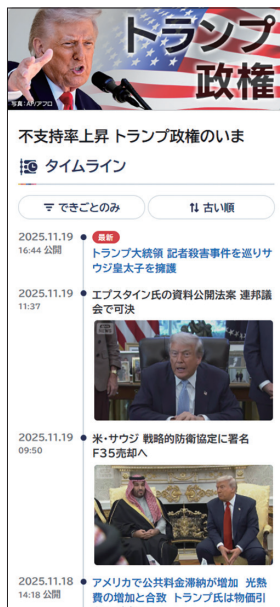 トランプ
政権
写真:AP/アフロ
不支持率上昇 トランプ政権のいま
タイムライン
できごとのみ
古い順
2025.11.19
16:44 公開
最新
トランプ大統領 記者殺害事件を巡りサ
ウジ皇太子を擁護
2025.11.19
11:37
エプスタイン氏の資料公開法案 連邦議
会で可決
2025.11.19
09:50
米・サウジ 戦略的防衛協定に署名
F35売却へ
2025.11.18
14:18 公開
アメリカで公共料金滞納が増加 光熱
費の増加と合致 トランプ氏は物価引